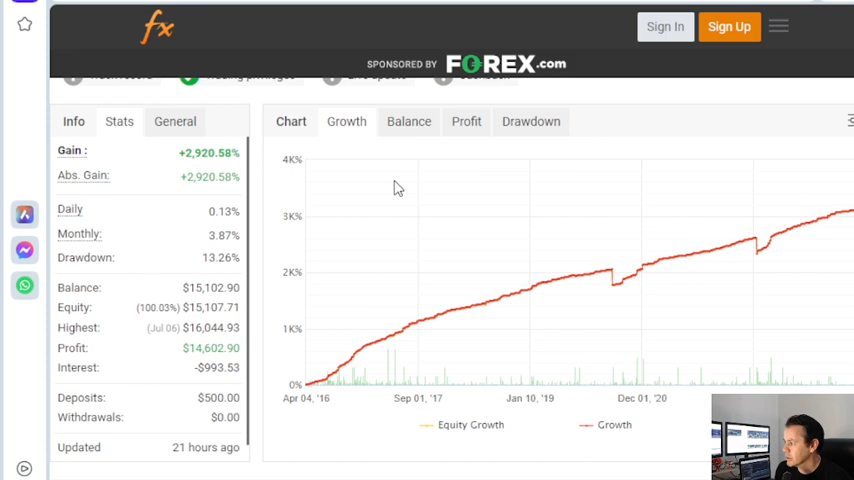 fx
Sign In
Sign Up
SPONSORED BY FOREX.com
Info
Stats
General
Chart
Growth
Balance
Profit
Drawdown
Gain :
+2,920.58%
Abs. Gain:
+2,920.58%
Daily
0.13%
Monthly:
3.87%
Drawdown:
13.26%
Balance:
$15,102.90
Equity:
(100.03%) $15,107.71
Highest:
(Jul 06) $16,044.93
Profit:
$14,602.90
Interest:
-$993.53
Deposits:
$500.00
Withdrawals:
$0.00
Updated
21 hours ago
4K%
3K%
2K%
1K%
0%
Apr 04, '16
Sep 01, '17
Jan 10, '19
Dec 01, '20
Equity Growth
Growth